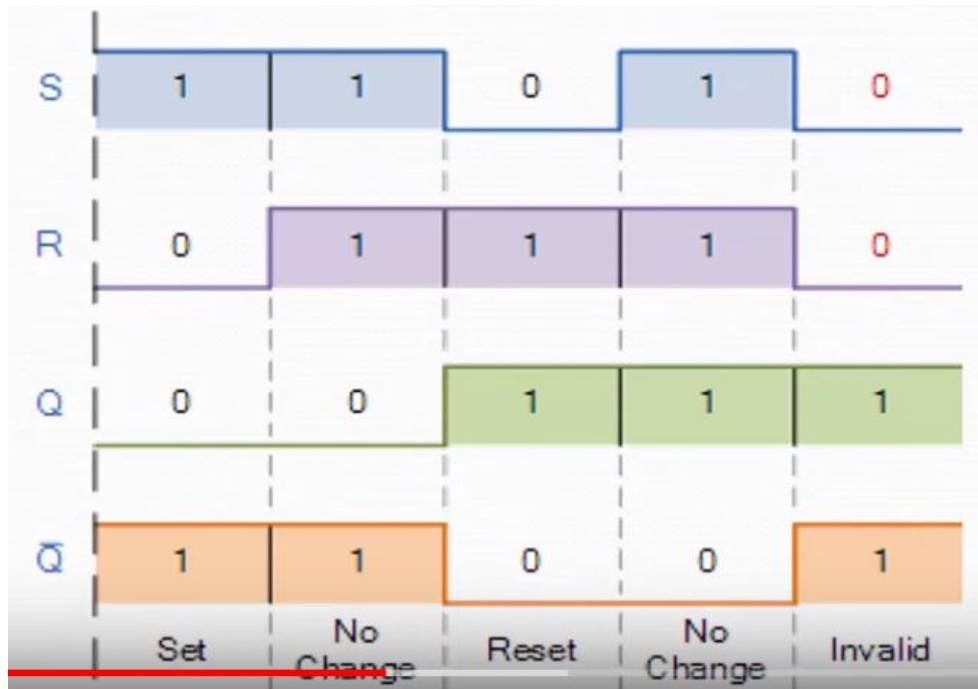 S 1 1 0 1 0
R 0 1 1 1 0
Q 0 0 1 1 1
Q̅ 1 1 0 0 1
Set No Change Reset No Change Invalid